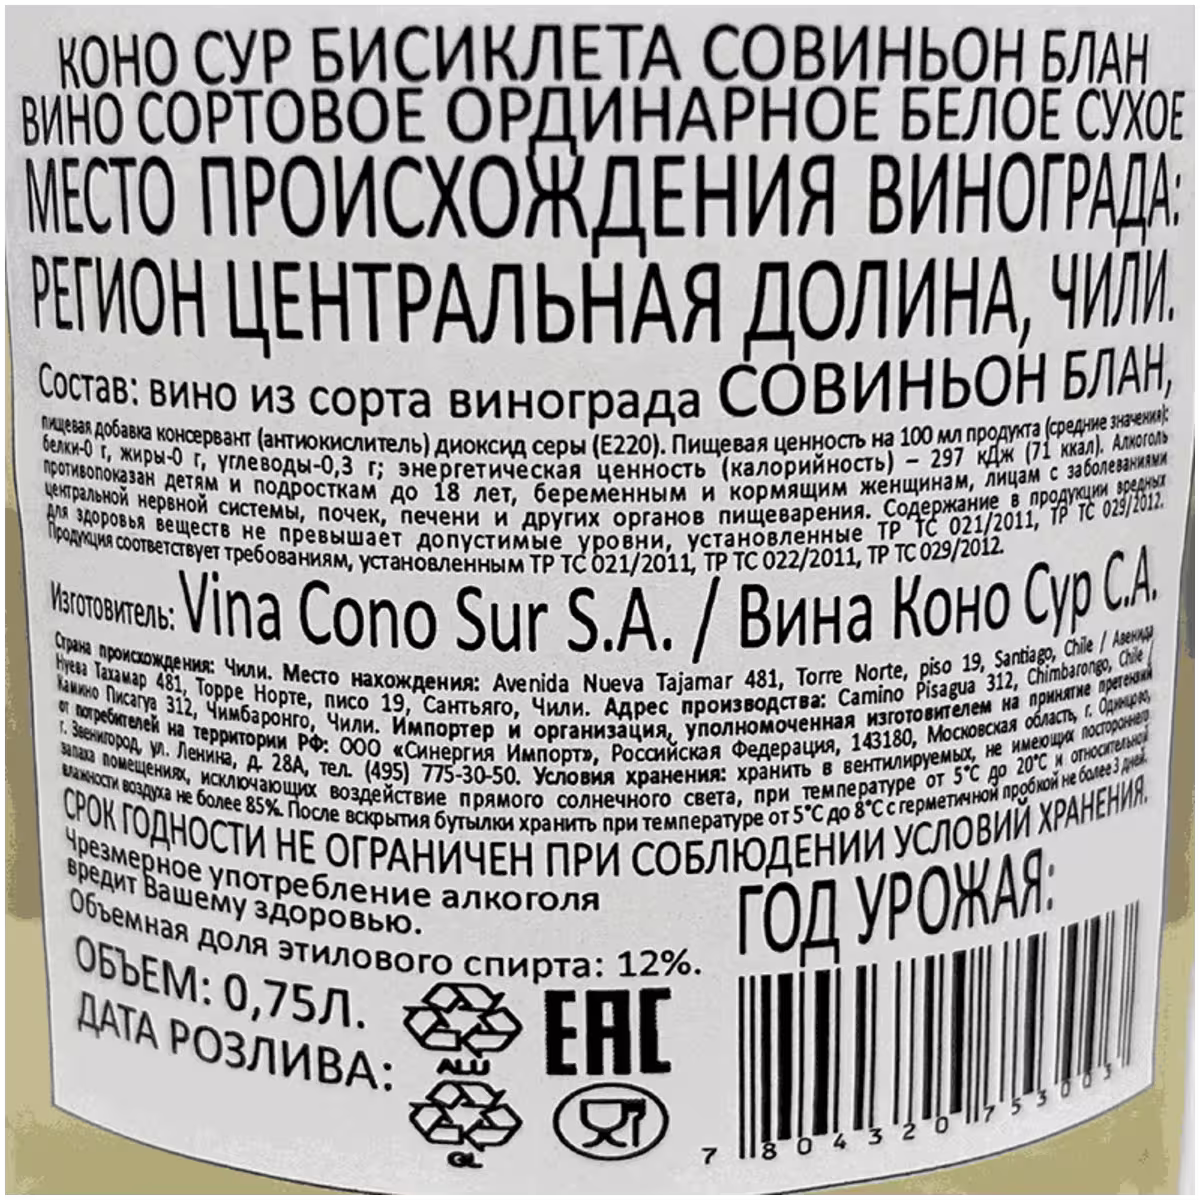 КОНО СУР БИСИКЛЕТА СОВИНЬОН БЛАН
ВИНО СОРТОВОЕ ОРДИНАРНОЕ БЕЛОЕ СУХОЕ
МЕСТО ПРОИСХОЖДЕНИЯ ВИНОГРАДА:
РЕГИОН ЦЕНТРАЛЬНАЯ ДОЛИНА, ЧИЛИ.
Состав: вино из сорта винограда СОВИНЬОН БЛАН,
пищевая добавка консервант (антиокислитель) диоксид серы (Е220). Пищевая ценность на 100 мл продукта (средние значения):
белки-0 г, жиры-0 г, углеводы-0,3 г; энергетическая ценность (калорийность) – 297 кДж (71 ккал). Алкоголь
противопоказан детям и подросткам до 18 лет, беременным и кормящим женщинам, лицам с заболеваниями
центральной нервной системы, почек, печени и других органов пищеварения. Содержание в продукции вредных
для здоровья веществ не превышает допустимые уровни, установленные ТР ТС 021/2011, ТР ТС 029/2012.
Продукция соответствует требованиям, установленным ТР ТС 021/2011, ТР ТС 022/2011, ТР ТС 029/2012.
Изготовитель: Vina Cono Sur S.A. / Вина Коно Сур С.А.
Страна происхождения: Чили. Место нахождения: Avenida Nueva Tajamar 481, Torre Norte, piso 19, Santiago, Chile / Авенида
Нуева Тахамар 481, Торре Норте, писо 19, Сантьяго, Чили. Адрес производства: Camino Pisagua 312, Chimbarongo, Chile /
Камино Писагуа 312, Чимбаронго, Чили. Импортер и организация, уполномоченная изготовителем на принятие претензий
от потребителей на территории РФ: ООО «Синергия Импорт», Российская Федерация, 143180, Московская область, г. Одинцово,
г. Звенигород, ул. Ленина, д. 28А, тел. (495) 775-30-50. Условия хранения: хранить в вентилируемых, не имеющих постороннего
запаха помещениях, исключающих воздействие прямого солнечного света, при температуре от 5°С до 20°С и относительной
влажности воздуха не более 85%. После вскрытия бутылки хранить при температуре от 5°С до 8°С с герметичной пробкой не более 3 дней.
СРОК ГОДНОСТИ НЕ ОГРАНИЧЕН ПРИ СОБЛЮДЕНИИ УСЛОВИЙ ХРАНЕНИЯ.
Чрезмерное употребление алкоголя
вредит Вашему здоровью.
Объемная доля этилового спирта: 12%.
ОБЪЕМ: 0,75Л.
ДАТА РОЗЛИВА:
ALU
GL
EAC
ГОД УРОЖАЯ:
7 804320 753003